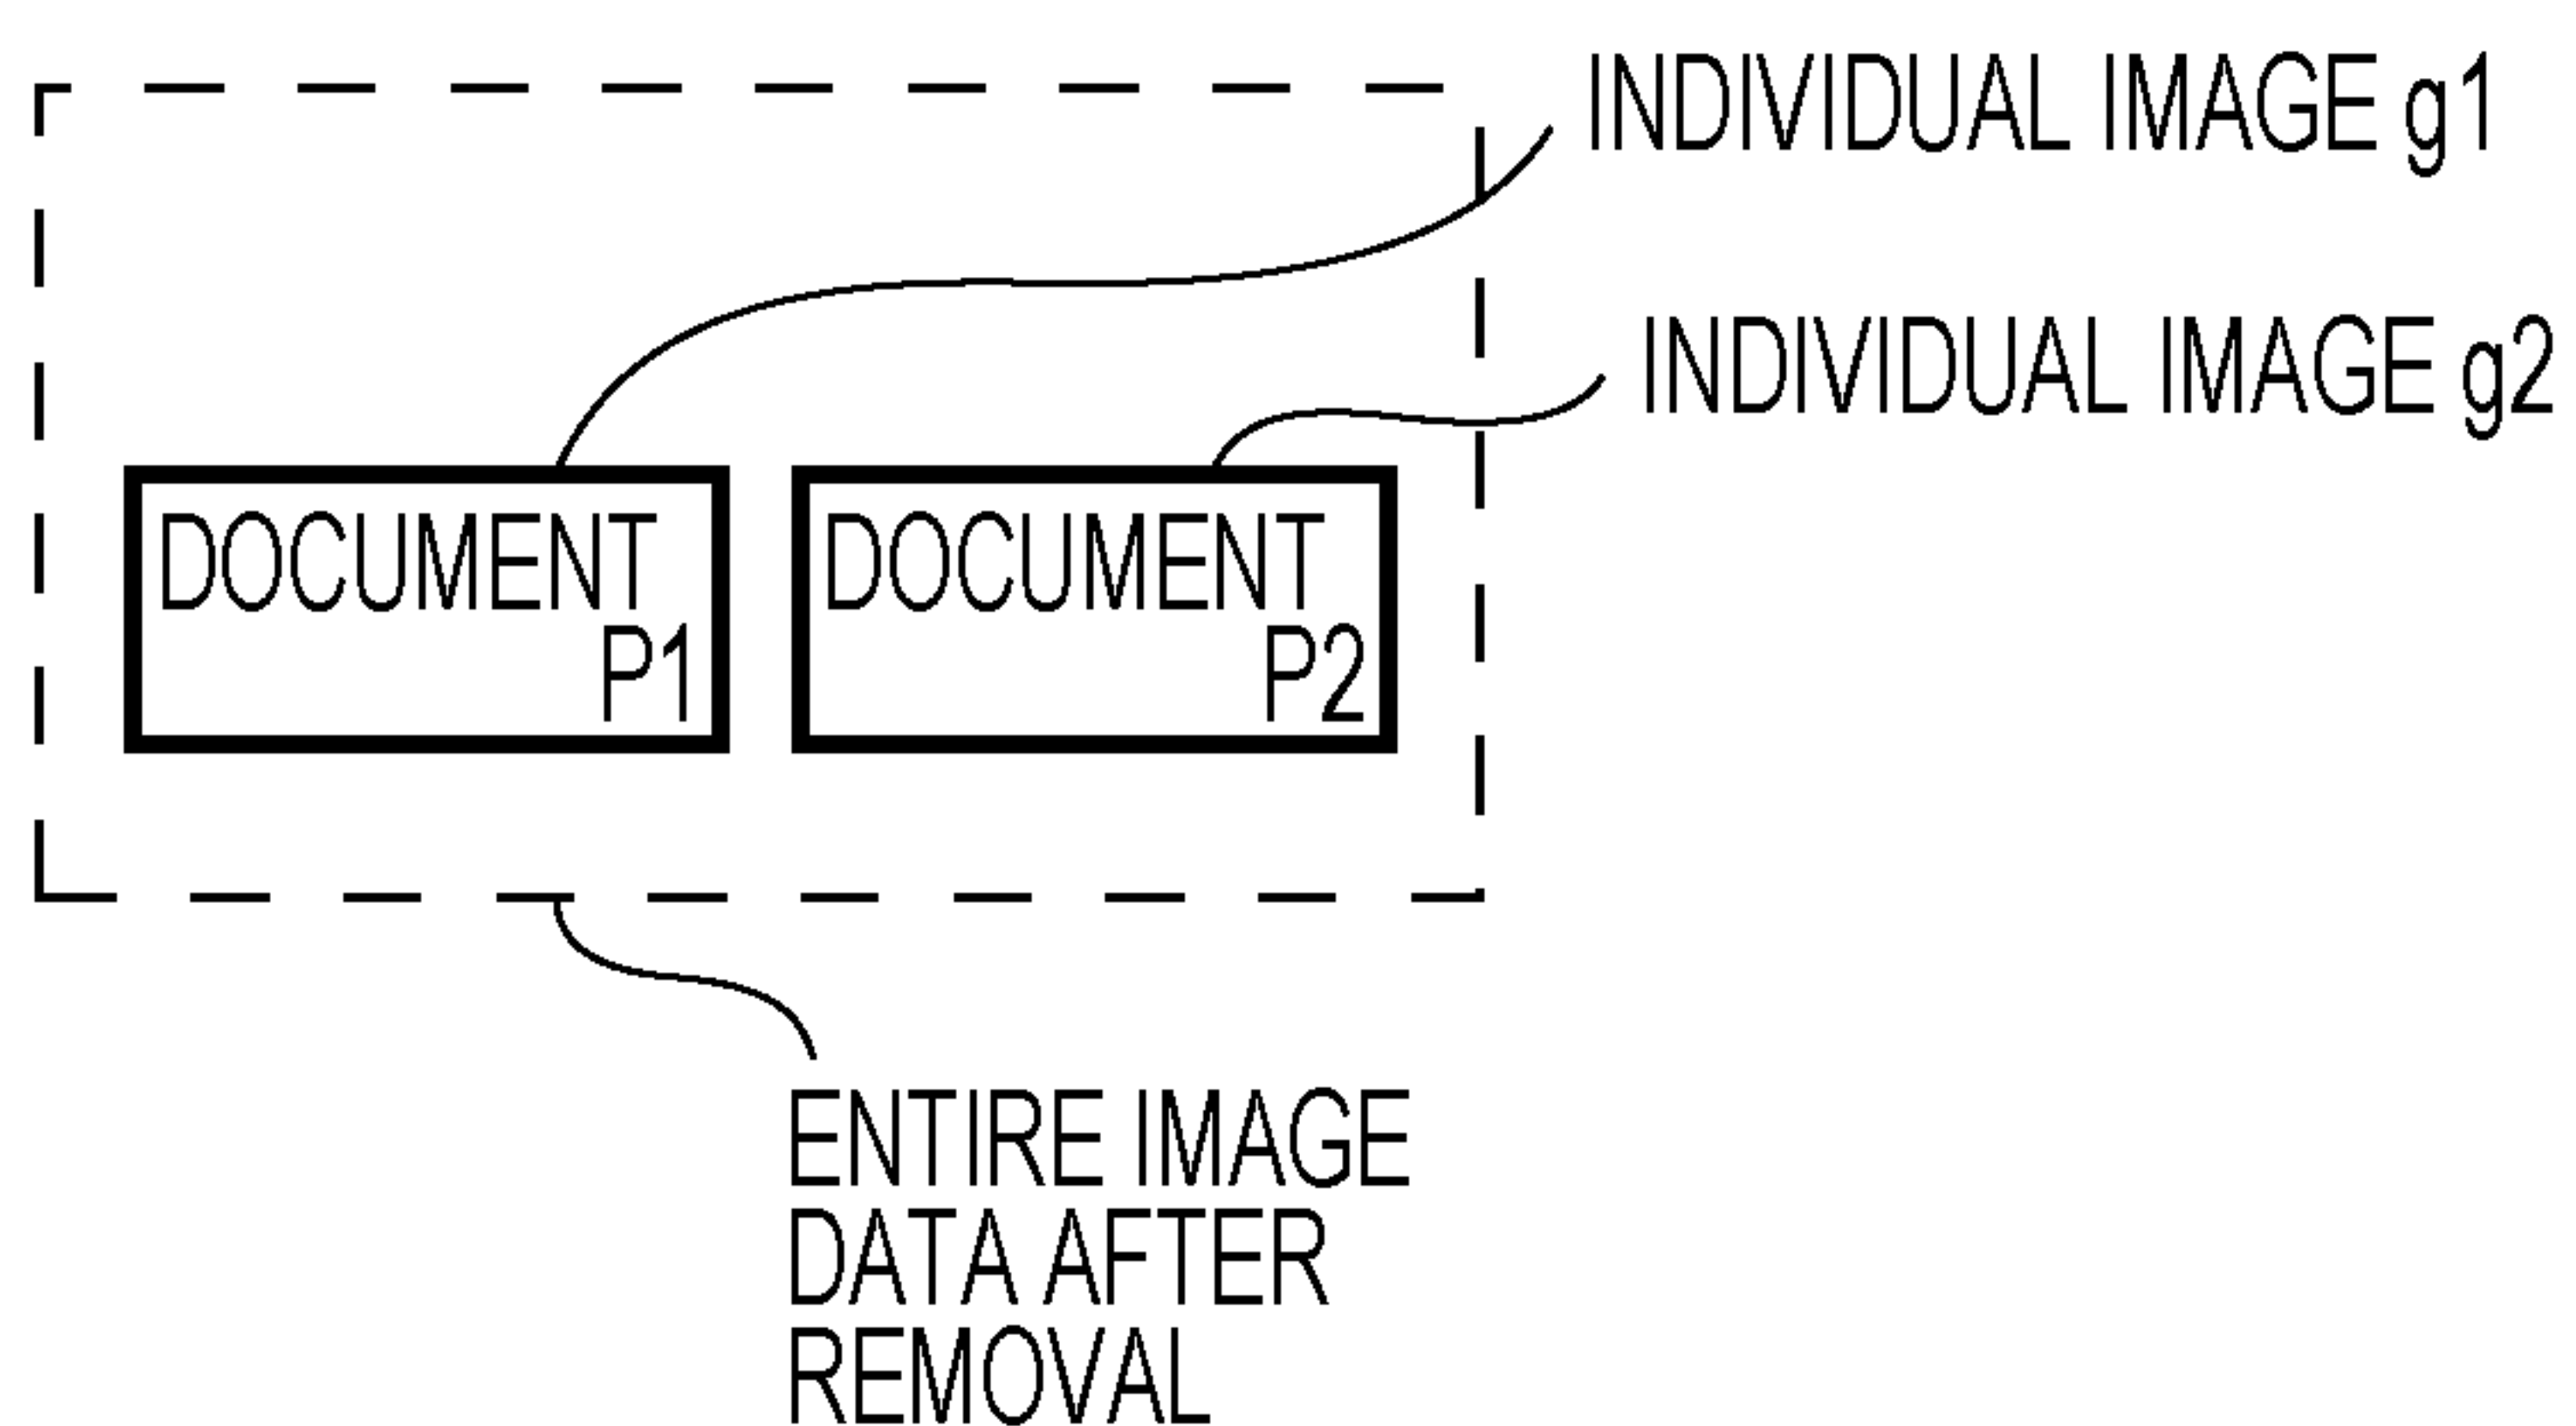 INDIVIDUAL IMAGE g1
INDIVIDUAL IMAGE g2
DOCUMENT
P1
DOCUMENT
P2
ENTIRE IMAGE
DATA AFTER
REMOVAL